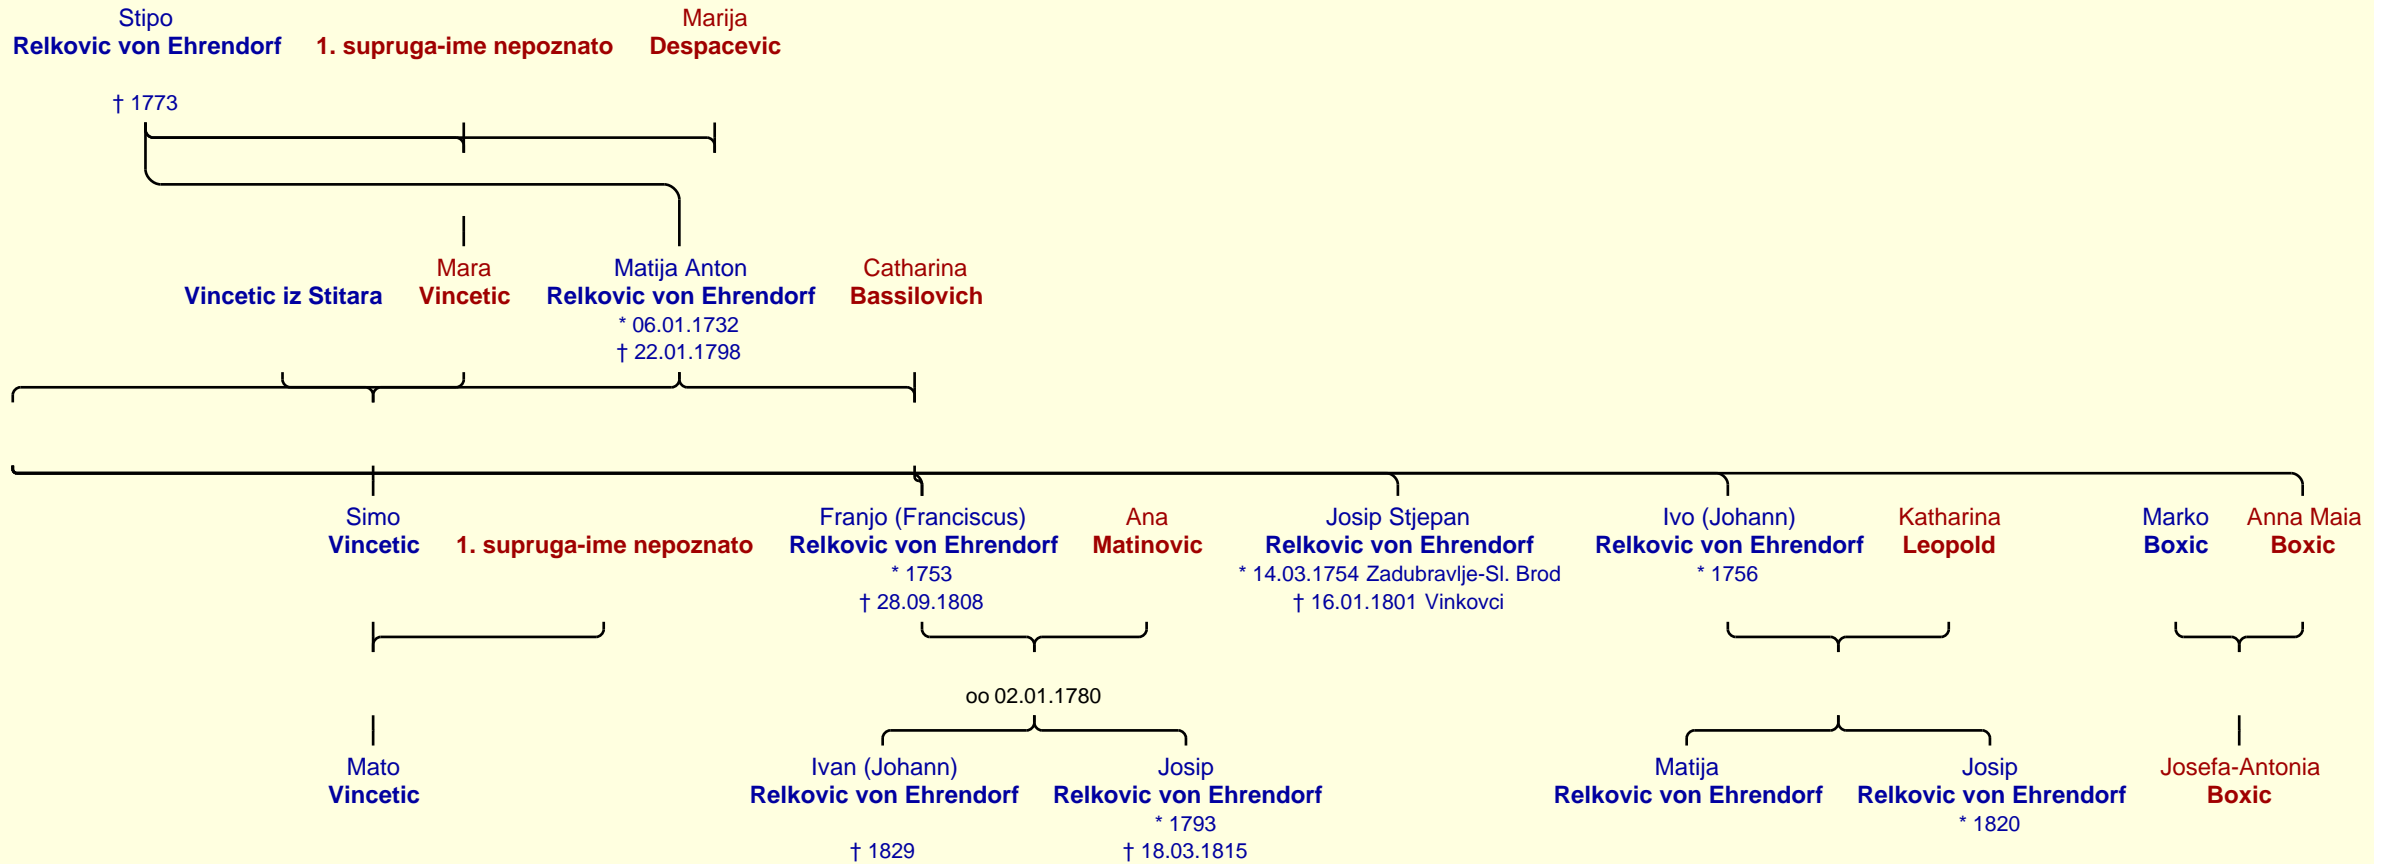 Stipo
Relkovic von Ehrendorf
† 1773
1. supruga-ime nepoznato
Marija
Despacevic
Vincetic iz Stitara
Mara
Vincetic
Matija Anton
Relkovic von Ehrendorf
* 06.01.1732
† 22.01.1798
Catharina
Bassilovich
Simo
Vincetic
1. supruga-ime nepoznato
Franjo (Franciscus)
Relkovic von Ehrendorf
* 1753
† 28.09.1808
Ana
Matinovic
Josip Stjepan
Relkovic von Ehrendorf
* 14.03.1754 Zadubravlje-Sl. Brod
† 16.01.1801 Vinkovci
Ivo (Johann)
Relkovic von Ehrendorf
* 1756
Katharina
Leopold
Marko
Boxic
Anna Maia
Boxic
oo 02.01.1780
Mato
Vincetic
Ivan (Johann)
Relkovic von Ehrendorf
† 1829
Josip
Relkovic von Ehrendorf
* 1793
† 18.03.1815
Matija
Relkovic von Ehrendorf
Josip
Relkovic von Ehrendorf
* 1820
Josefa-Antonia
Boxic